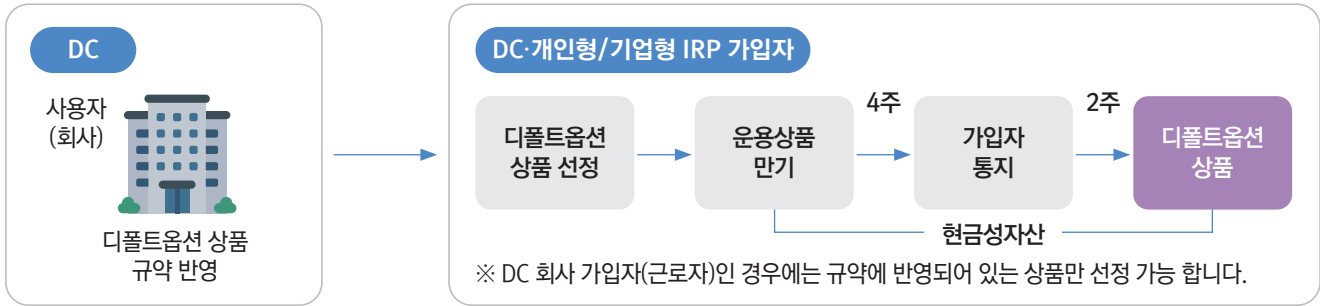 DC
사용자
(회사)
디폴트옵션 상품
규약 반영
DC·개인형/기업형 IRP 가입자
디폴트옵션
상품 선정
운용상품
만기
4주
가입자
통지
2주
디폴트옵션
상품
현금성자산
※ DC 회사 가입자(근로자)인 경우에는 규약에 반영되어 있는 상품만 선정 가능 합니다.